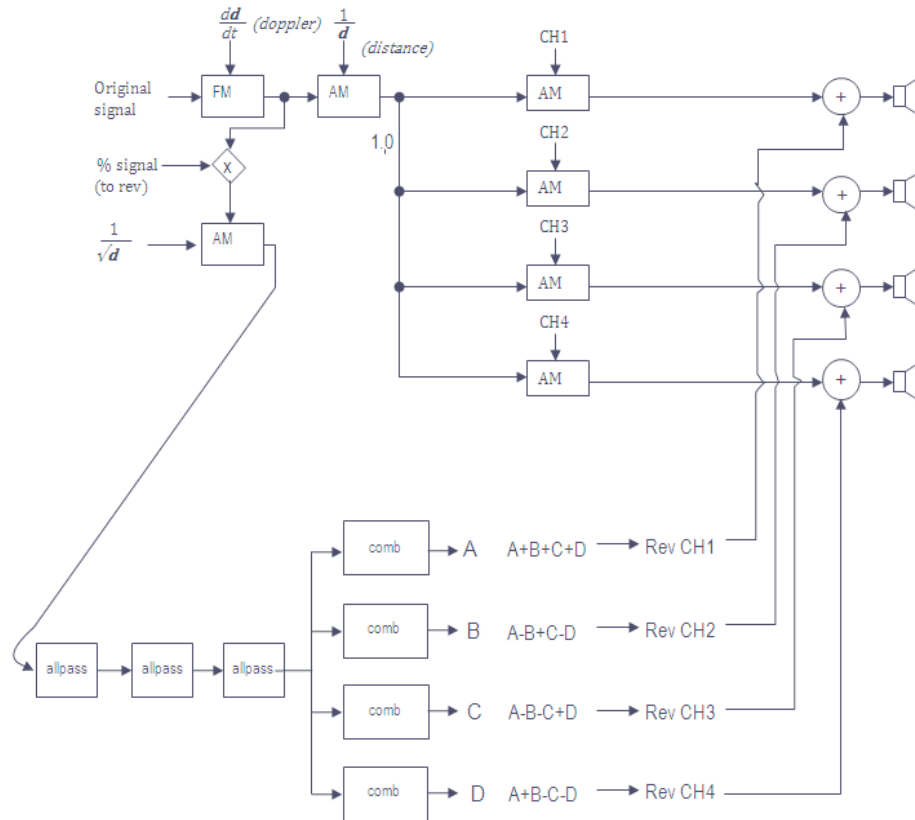 dd/dt (doppler)
1/d
(distance)
Original
signal
FM
AM
1.0
% signal
(to rev)
X
1/√d
AM
CH1
AM
+
CH2
AM
+
CH3
AM
+
CH4
AM
+
comb
A
A+B+C+D
Rev CH1
comb
B
A-B+C-D
Rev CH2
allpass
allpass
allpass
comb
C
A-B-C+D
Rev CH3
comb
D
A+B-C-D
Rev CH4